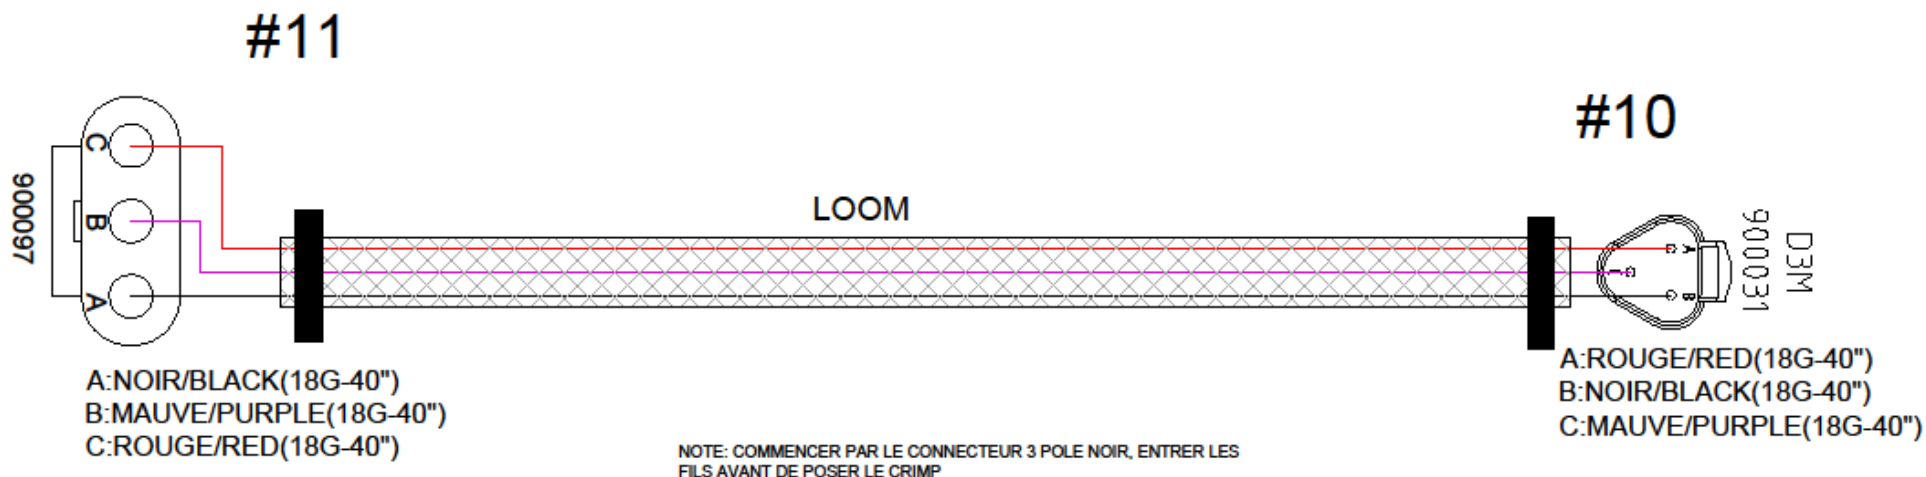 #11
#10
C
B
A
900097
LOOM
A
C
B
D3M
9000031
A:NOIR/BLACK(18G-40")
B:MAUVE/PURPLE(18G-40")
C:ROUGE/RED(18G-40")
A:ROUGE/RED(18G-40")
B:NOIR/BLACK(18G-40")
C:MAUVE/PURPLE(18G-40")
NOTE: COMMENCER PAR LE CONNECTEUR 3 POLE NOIR, ENTRER LES
FILS AVANT DE POSER LE CRIMP